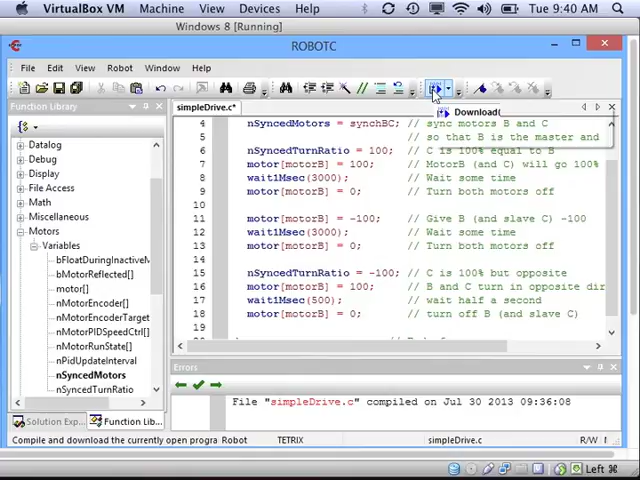 VirtualBox VM Machine View Devices Help Tue 9:40 AM
Windows 8 [Running]
ROBOTC
File Edit View Robot Window Help
Function Library
simpleDrive.c*
Download(
Datalog
Debug
Display
File Access
Math
Miscellaneous
Motors
Variables
bFloatDuringInactiveM
bMotorReflected[]
motor[]
nMotorEncoder[]
nMotorEncoderTarget
nMotorPIDSpeedCtrl[]
nMotorRunState[]
nPidUpdateInterval
nSyncedMotors
nSyncedTurnRatio
4 nSyncedMotors = synchBC; // sync motors B and C
5 // so that B is the master and
6 nSyncedTurnRatio = 100; // C is 100% equal to B
7 motor[motorB] = 100; // MotorB (and C) will go 100%
8 wait1Msec(3000); // Wait some time
9 motor[motorB] = 0; // Turn both motors off
10
11 motor[motorB] = -100; // Give B (and slave C) -100
12 wait1Msec(3000); // Wait some time
13 motor[motorB] = 0; // Turn both motors off
14
15 nSyncedTurnRatio = -100; // C is 100% but opposite
16 motor[motorB] = 100; // B and C turn in opposite dir
17 wait1Msec(500); // wait half a second
18 motor[motorB] = 0; // turn off B (and slave C)
19
Errors
File "simpleDrive.c" compiled on Jul 30 2013 09:36:08
Solution Exp... Function Lib...
Compile and download the currently open progra Robot TETRIX simpleDrive.c R/W
Left ⌘